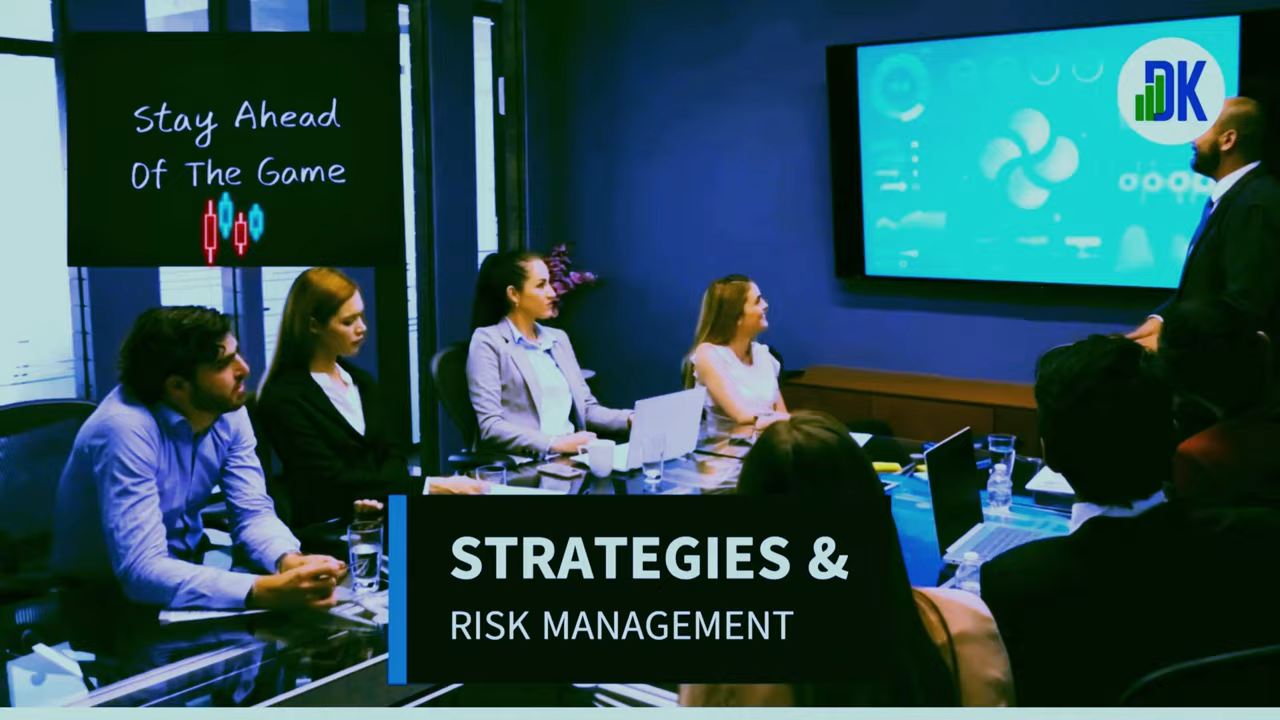 Stay Ahead
Of The Game
DK
STRATEGIES &
RISK MANAGEMENT